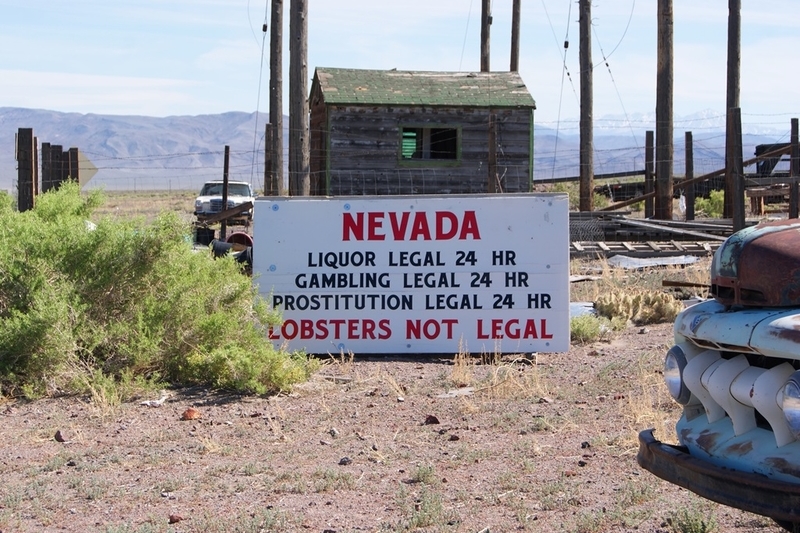 NEVADA
LIQUOR LEGAL 24 HR
GAMBLING LEGAL 24 HR
PROSTITUTION LEGAL 24 HR
LOBSTERS NOT LEGAL